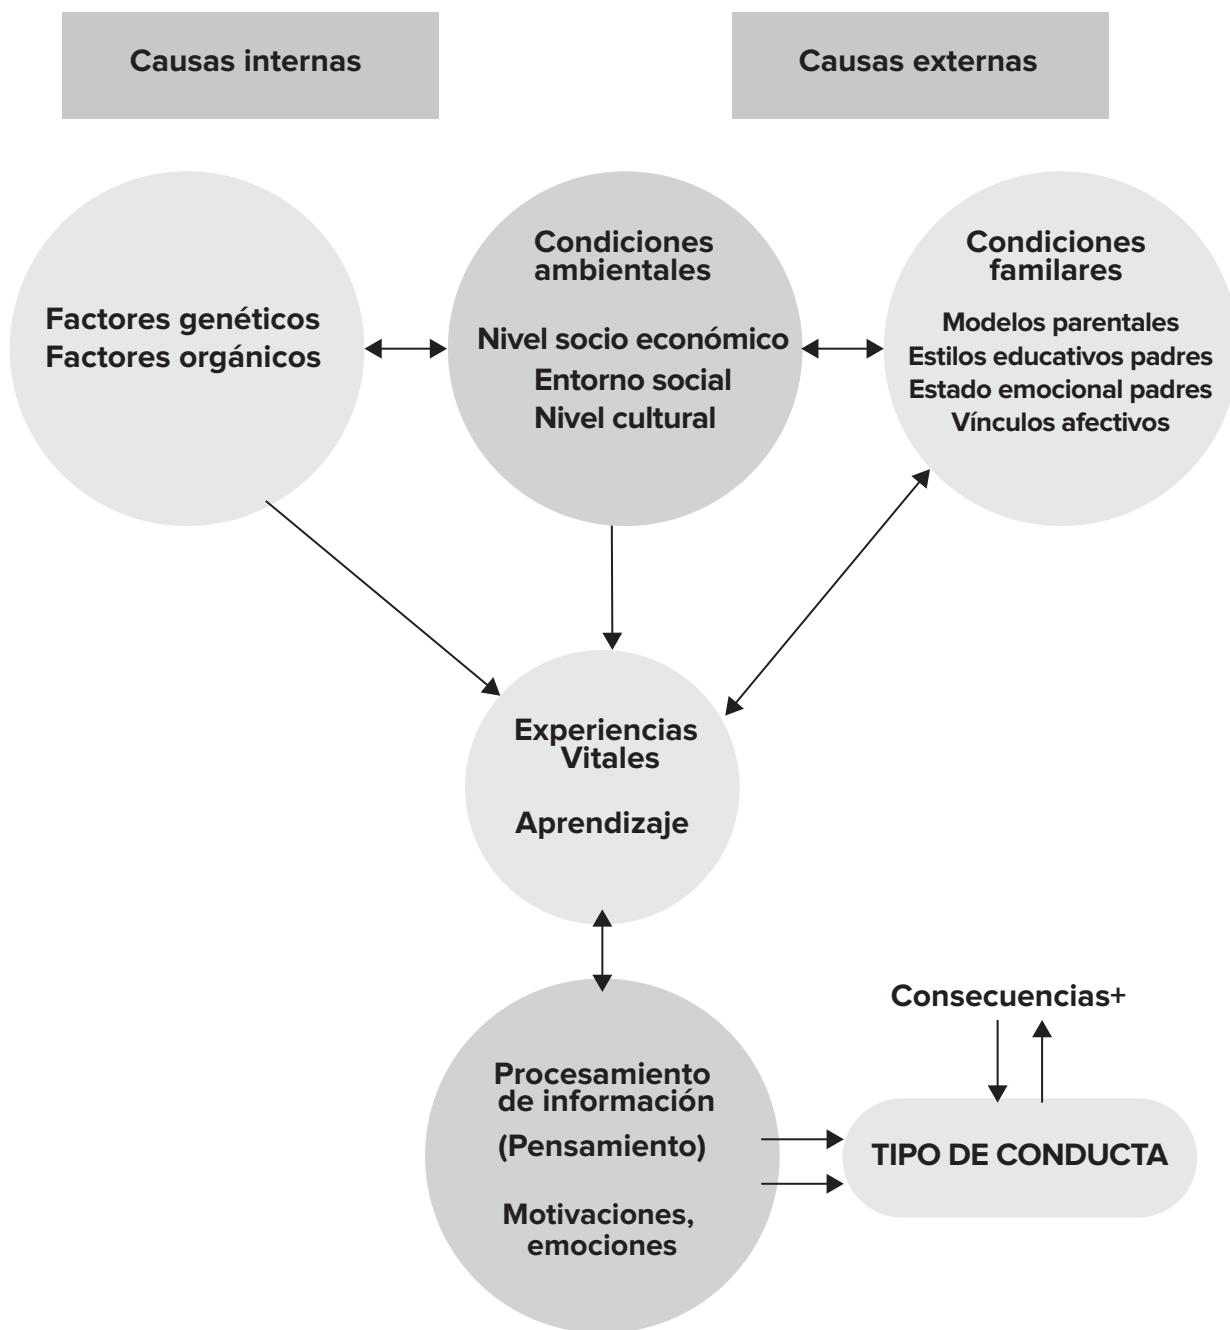 Causas internas
Causas externas
Factores genéticos
Factores orgánicos
Condiciones
ambientales
Nivel socio económico
Entorno social
Nivel cultural
Condiciones
familares
Modelos parentales
Estilos educativos padres
Estado emocional padres
Vínculos afectivos
Experiencias
Vitales
Aprendizaje
Procesamiento
de información
(Pensamiento)
Motivaciones,
emociones
Consecuencias+
TIPO DE CONDUCTA